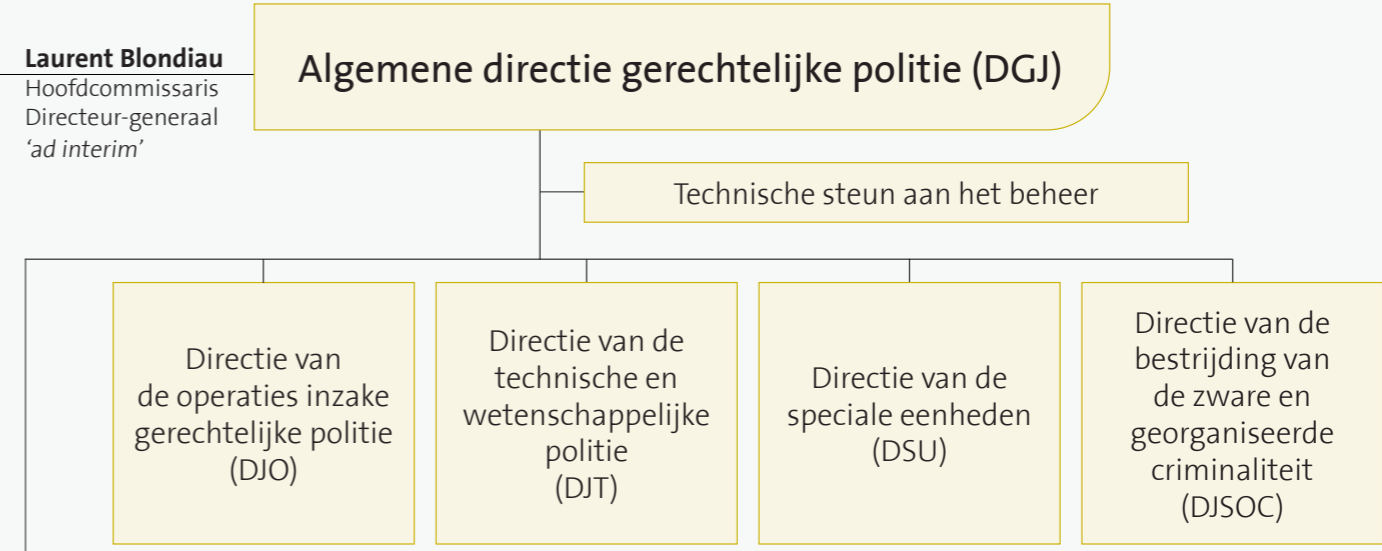 Laurent Blondiau
Hoofdcommissaris
Directeur-generaal
‘ad interim’
Algemene directie gerechtelijke politie (DGJ)
Technische steun aan het beheer
Directie van
de operaties inzake
gerechtelijke politie
(DJO)
Directie van de
technische en
wetenschappelijke
politie
(DJT)
Directie van de
speciale eenheden
(DSU)
Directie van de
bestrijding van
de zware en
georganiseerde
criminaliteit
(DJSOC)